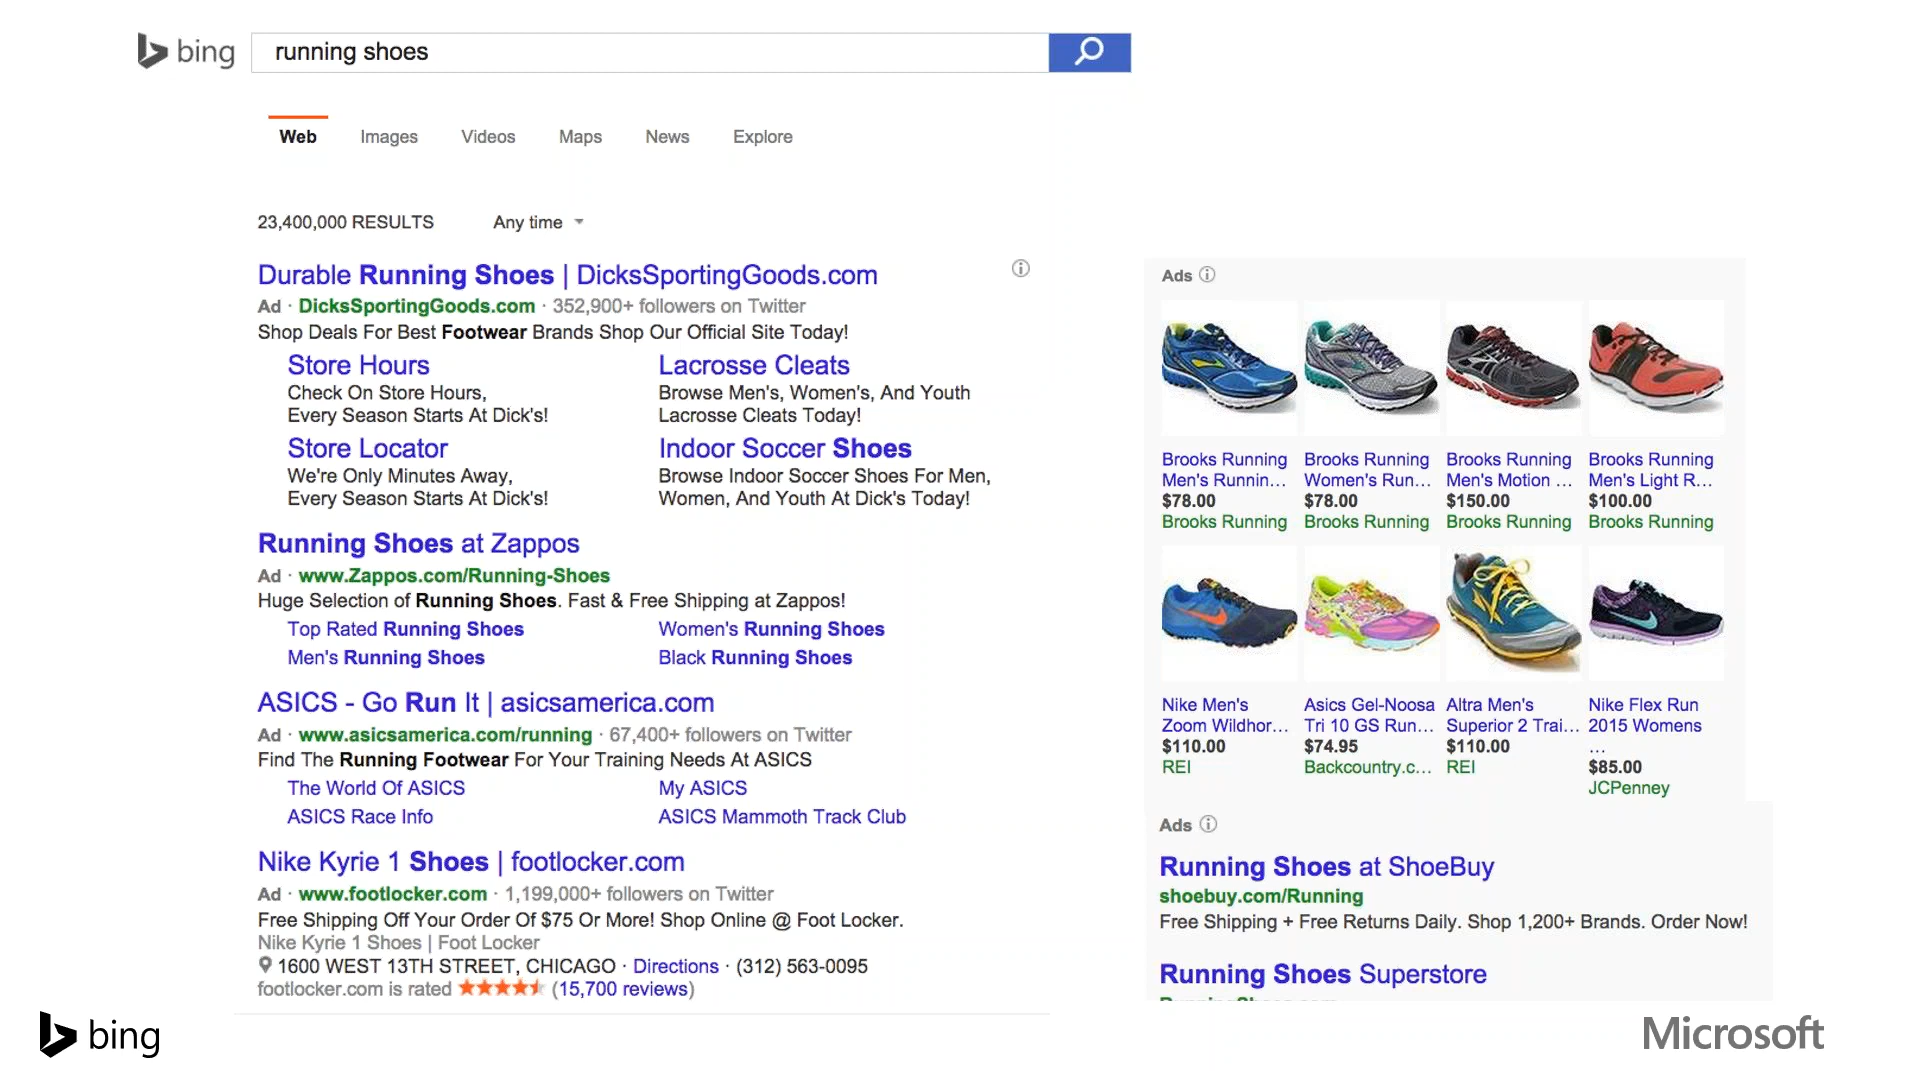 bing
running shoes
Web Images Videos Maps News Explore
23,400,000 RESULTS Any time
Durable Running Shoes | DicksSportingGoods.com
Ad · DicksSportingGoods.com · 352,900+ followers on Twitter
Shop Deals For Best Footwear Brands Shop Our Official Site Today!
Store Hours
Check On Store Hours,
Every Season Starts At Dick's!
Lacrosse Cleats
Browse Men's, Women's, And Youth
Lacrosse Cleats Today!
Store Locator
We're Only Minutes Away,
Every Season Starts At Dick's!
Indoor Soccer Shoes
Browse Indoor Soccer Shoes For Men,
Women, And Youth At Dick's Today!
Running Shoes at Zappos
Ad · www.Zappos.com/Running-Shoes
Huge Selection of Running Shoes. Fast & Free Shipping at Zappos!
Top Rated Running Shoes
Women's Running Shoes
Men's Running Shoes
Black Running Shoes
ASICS - Go Run It | asicsamerica.com
Ad · www.asicsamerica.com/running · 67,400+ followers on Twitter
Find The Running Footwear For Your Training Needs At ASICS
The World Of ASICS
My ASICS
ASICS Race Info
ASICS Mammoth Track Club
Nike Kyrie 1 Shoes | footlocker.com
Ad · www.footlocker.com · 1,199,000+ followers on Twitter
Free Shipping Off Your Order Of $75 Or More! Shop Online @ Foot Locker.
Nike Kyrie 1 Shoes | Foot Locker
1600 WEST 13TH STREET, CHICAGO · Directions · (312) 563-0095
footlocker.com is rated (15,700 reviews)
Ads
Brooks Running
Men's Runnin...
$78.00
Brooks Running
Brooks Running
Women's Run...
$78.00
Brooks Running
Brooks Running
Men's Motion ...
$150.00
Brooks Running
Brooks Running
Men's Light R...
$100.00
Brooks Running
Nike Men's
Zoom Wildhor...
$110.00
REI
Asics Gel-Noosa
Tri 10 GS Run...
$74.95
Backcountry.c...
Altra Men's
Superior 2 Trai...
$110.00
REI
Nike Flex Run
2015 Womens
...
$85.00
JCPenney
Ads
Running Shoes at ShoeBuy
shoebuy.com/Running
Free Shipping + Free Returns Daily. Shop 1,200+ Brands. Order Now!
Running Shoes Superstore
bing
Microsoft